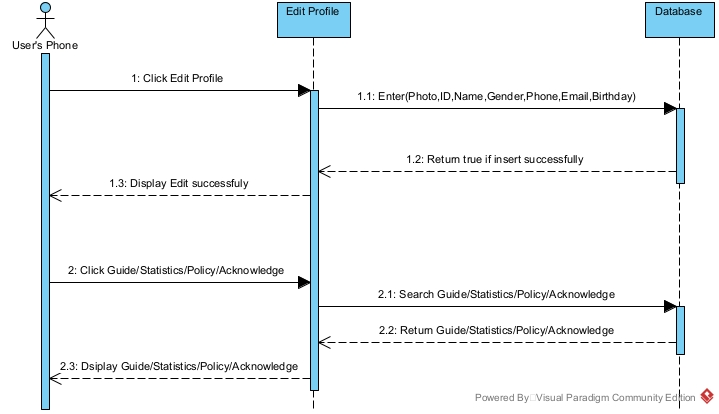 Edit Profile
Database
User's Phone
1: Click Edit Profile
1.1: Enter(Photo,ID,Name,Gender,Phone,Email,Birthday)
1.2: Return true if insert successfully
1.3: Display Edit successfuly
2: Click Guide/Statistics/Policy/Acknowledge
2.1: Search Guide/Statistics/Policy/Acknowledge
2.2: Return Guide/Statistics/Policy/Acknowledge
2.3: Dsiplay Guide/Statistics/Policy/Acknowledge
Powered By Visual Paradigm Community Edition